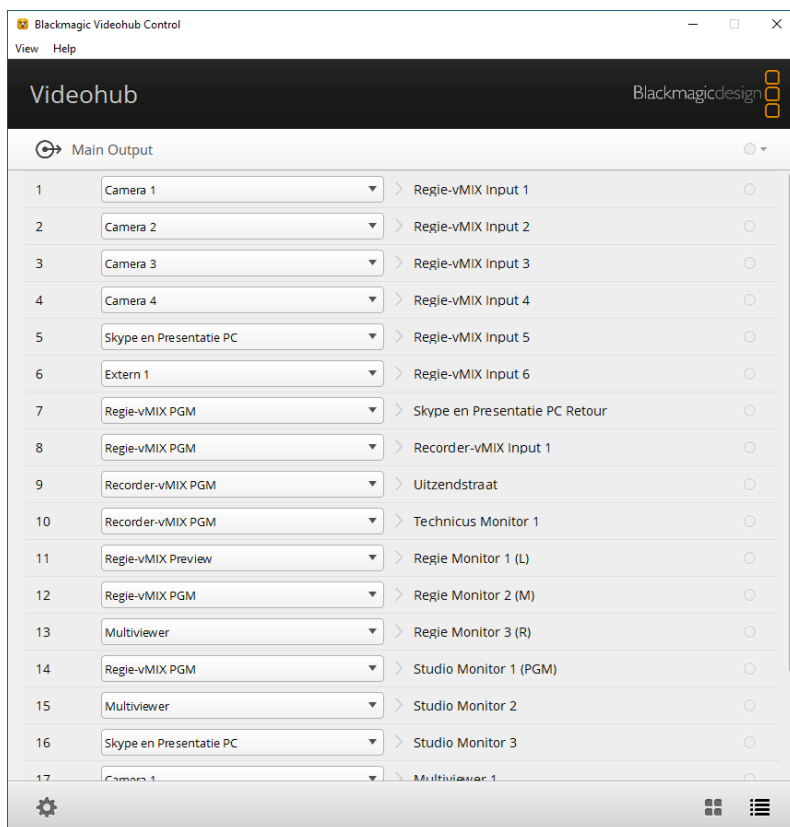 Blackmagic Videohub Control
View Help
Videohub
Blackmagicdesign
Main Output
1 Camera 1 Regie-vMIX Input 1
2 Camera 2 Regie-vMIX Input 2
3 Camera 3 Regie-vMIX Input 3
4 Camera 4 Regie-vMIX Input 4
5 Skype en Presentatie PC Regie-vMIX Input 5
6 Extern 1 Regie-vMIX Input 6
7 Regie-vMIX PGM Skype en Presentatie PC Retour
8 Regie-vMIX PGM Recorder-vMIX Input 1
9 Recorder-vMIX PGM Uitzendstraat
10 Recorder-vMIX PGM Technicus Monitor 1
11 Regie-vMIX Preview Regie Monitor 1 (L)
12 Regie-vMIX PGM Regie Monitor 2 (M)
13 Multiviewer Regie Monitor 3 (R)
14 Regie-vMIX PGM Studio Monitor 1 (PGM)
15 Multiviewer Studio Monitor 2
16 Skype en Presentatie PC Studio Monitor 3
17 Camera 1 Multiviewer 1